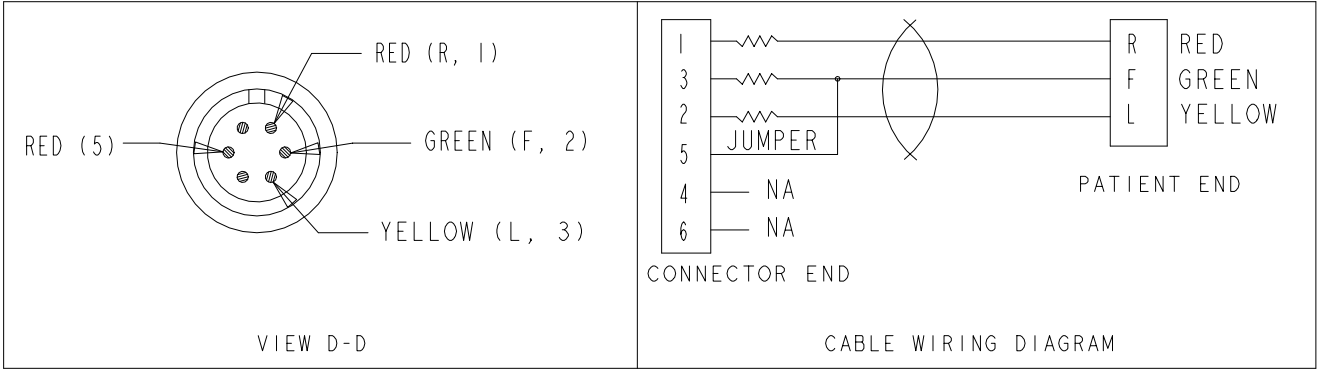 RED (R, 1)
RED (5)
GREEN (F, 2)
YELLOW (L, 3)
VIEW D-D
1
3
2
5
4
6
JUMPER
NA
NA
CONNECTOR END
R RED
F GREEN
L YELLOW
PATIENT END
CABLE WIRING DIAGRAM